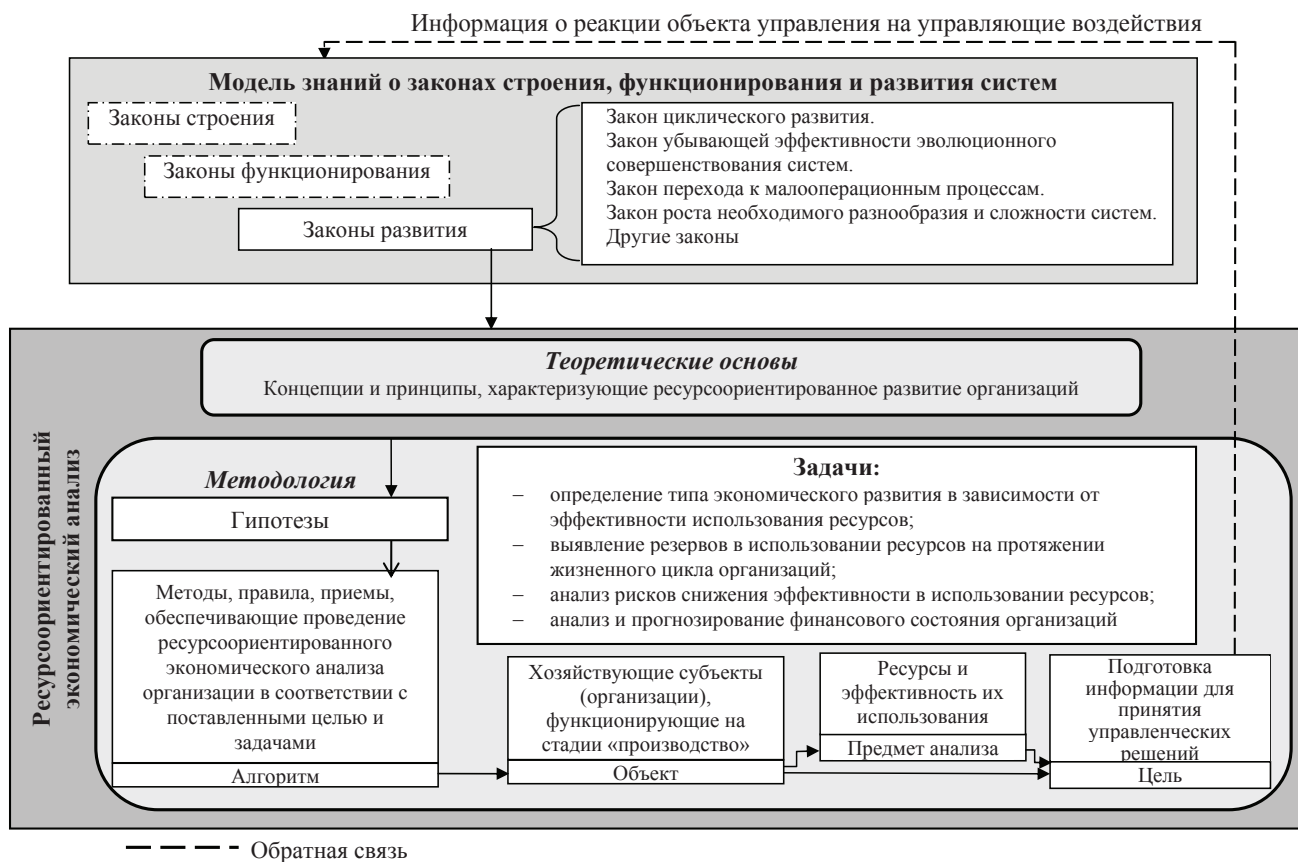 Информация о реакции объекта управления на управляющие воздействия
Модель знаний о законах строения, функционирования и развития систем
Законы строения
Законы функционирования
Законы развития
Закон циклического развития.
Закон убывающей эффективности эволюционного
совершенствования систем.
Закон перехода к малооперационным процессам.
Закон роста необходимого разнообразия и сложности систем.
Другие законы
Ресурсоориентированный
экономический анализ
Теоретические основы
Концепции и принципы, характеризующие ресурсоориентированное развитие организаций
Методология
Гипотезы
Методы, правила, приемы,
обеспечивающие проведение
ресурсоориентированного
экономического анализа
организации в соответствии с
поставленными целью и
задачами
Алгоритм
Задачи:
– определение типа экономического развития в зависимости от
эффективности использования ресурсов;
– выявление резервов в использовании ресурсов на протяжении
жизненного цикла организаций;
– анализ рисков снижения эффективности в использовании ресурсов;
– анализ и прогнозирование финансового состояния организаций
Хозяйствующие субъекты
(организации),
функционирующие на
стадии «производство»
Объект
Ресурсы и
эффективность их
использования
Предмет анализа
Подготовка
информации для
принятия
управленческих
решений
Цель
Обратная связь